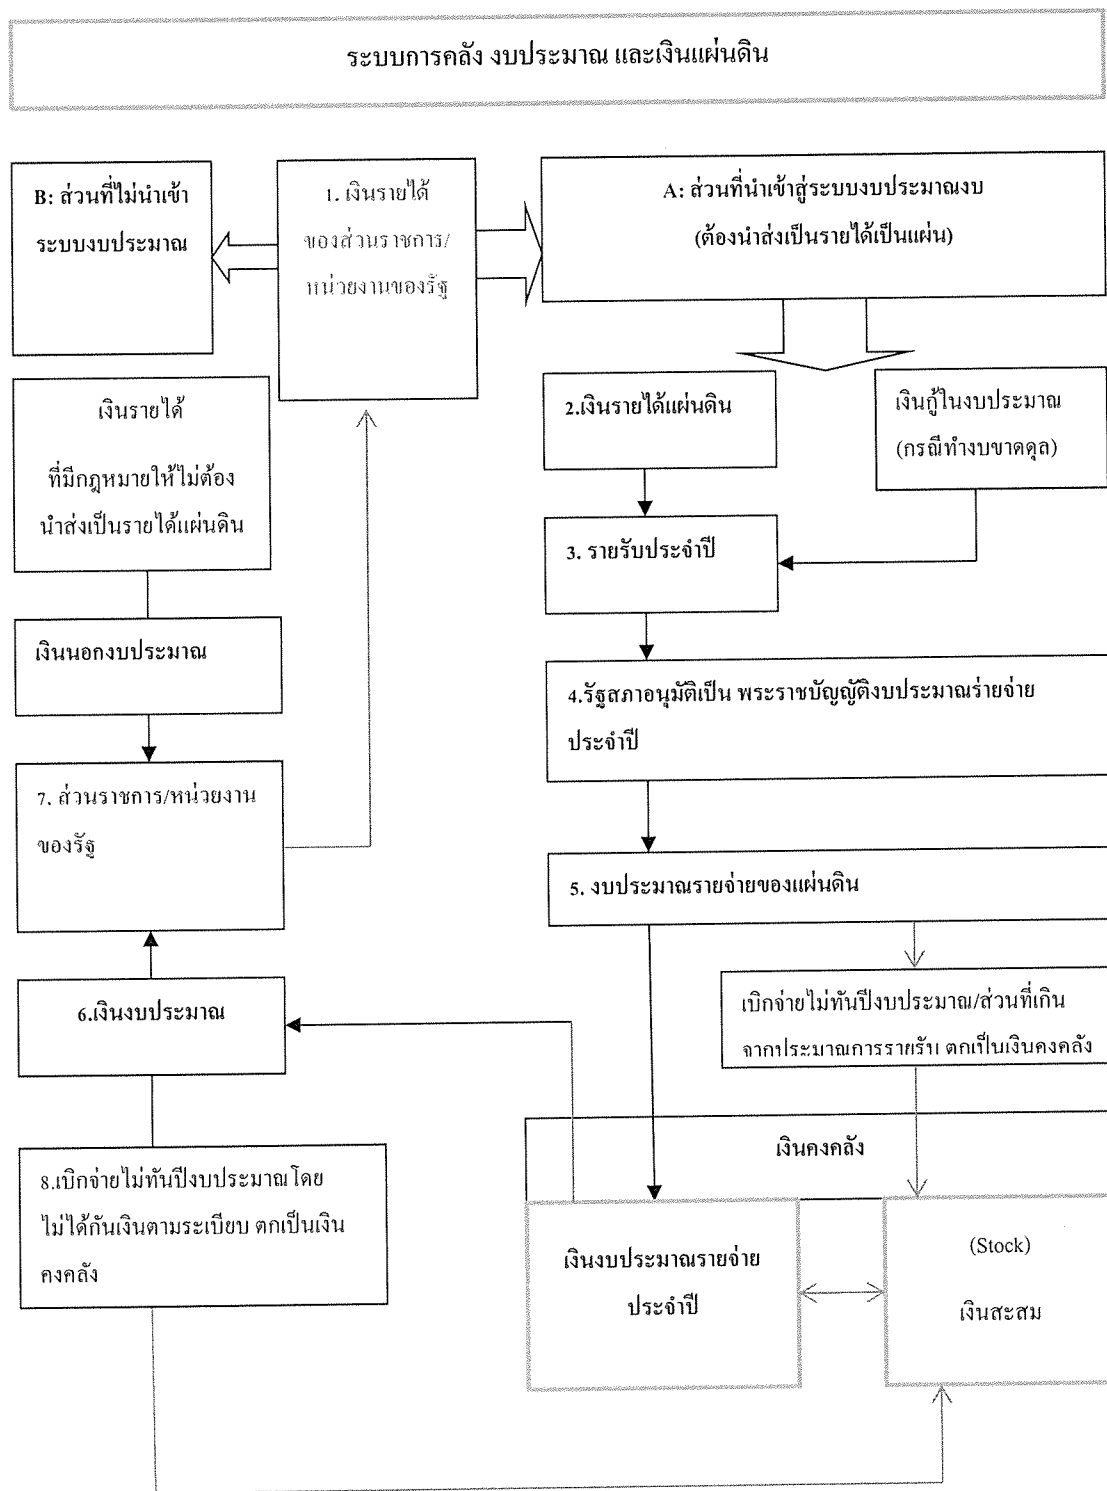 ระบบการคลัง งบประมาณ และเงินแผ่นดิน
B: ส่วนที่ไม่นำเข้า
ระบบงบประมาณ
1. เงินรายได้
ของส่วนราชการ/
หน่วยงานของรัฐ
A: ส่วนที่นำเข้าสู่ระบบงบประมาณงบ
(ต้องนำส่งเป็นรายได้เป็นแผ่น)
เงินรายได้
ที่มีกฎหมายให้ไม่ต้อง
นำส่งเป็นรายได้แผ่นดิน
2.เงินรายได้แผ่นดิน
เงินกู้ในงบประมาณ
(กรณีทำงบขาดดุล)
3. รายรับประจำปี
เงินนอกงบประมาณ
4.รัฐสภาอนุมัติเป็น พระราชบัญญัติงบประมาณร่ายจ่าย
ประจำปี
7. ส่วนราชการ/หน่วยงาน
ของรัฐ
5. งบประมาณรายจ่ายของแผ่นดิน
6.เงินงบประมาณ
เบิกจ่ายไม่ทันปีงบประมาณ/ส่วนที่เกิน
จากประมาณการรายรับ ตกเป็นเงินคงคลัง
เงินคงคลัง
8.เบิกจ่ายไม่ทันปีงบประมาณโดย
ไม่ได้กันเงินตามระเบียบ ตกเป็นเงิน
คงคลัง
เงินงบประมาณรายจ่าย
ประจำปี
(Stock)
เงินสะสม